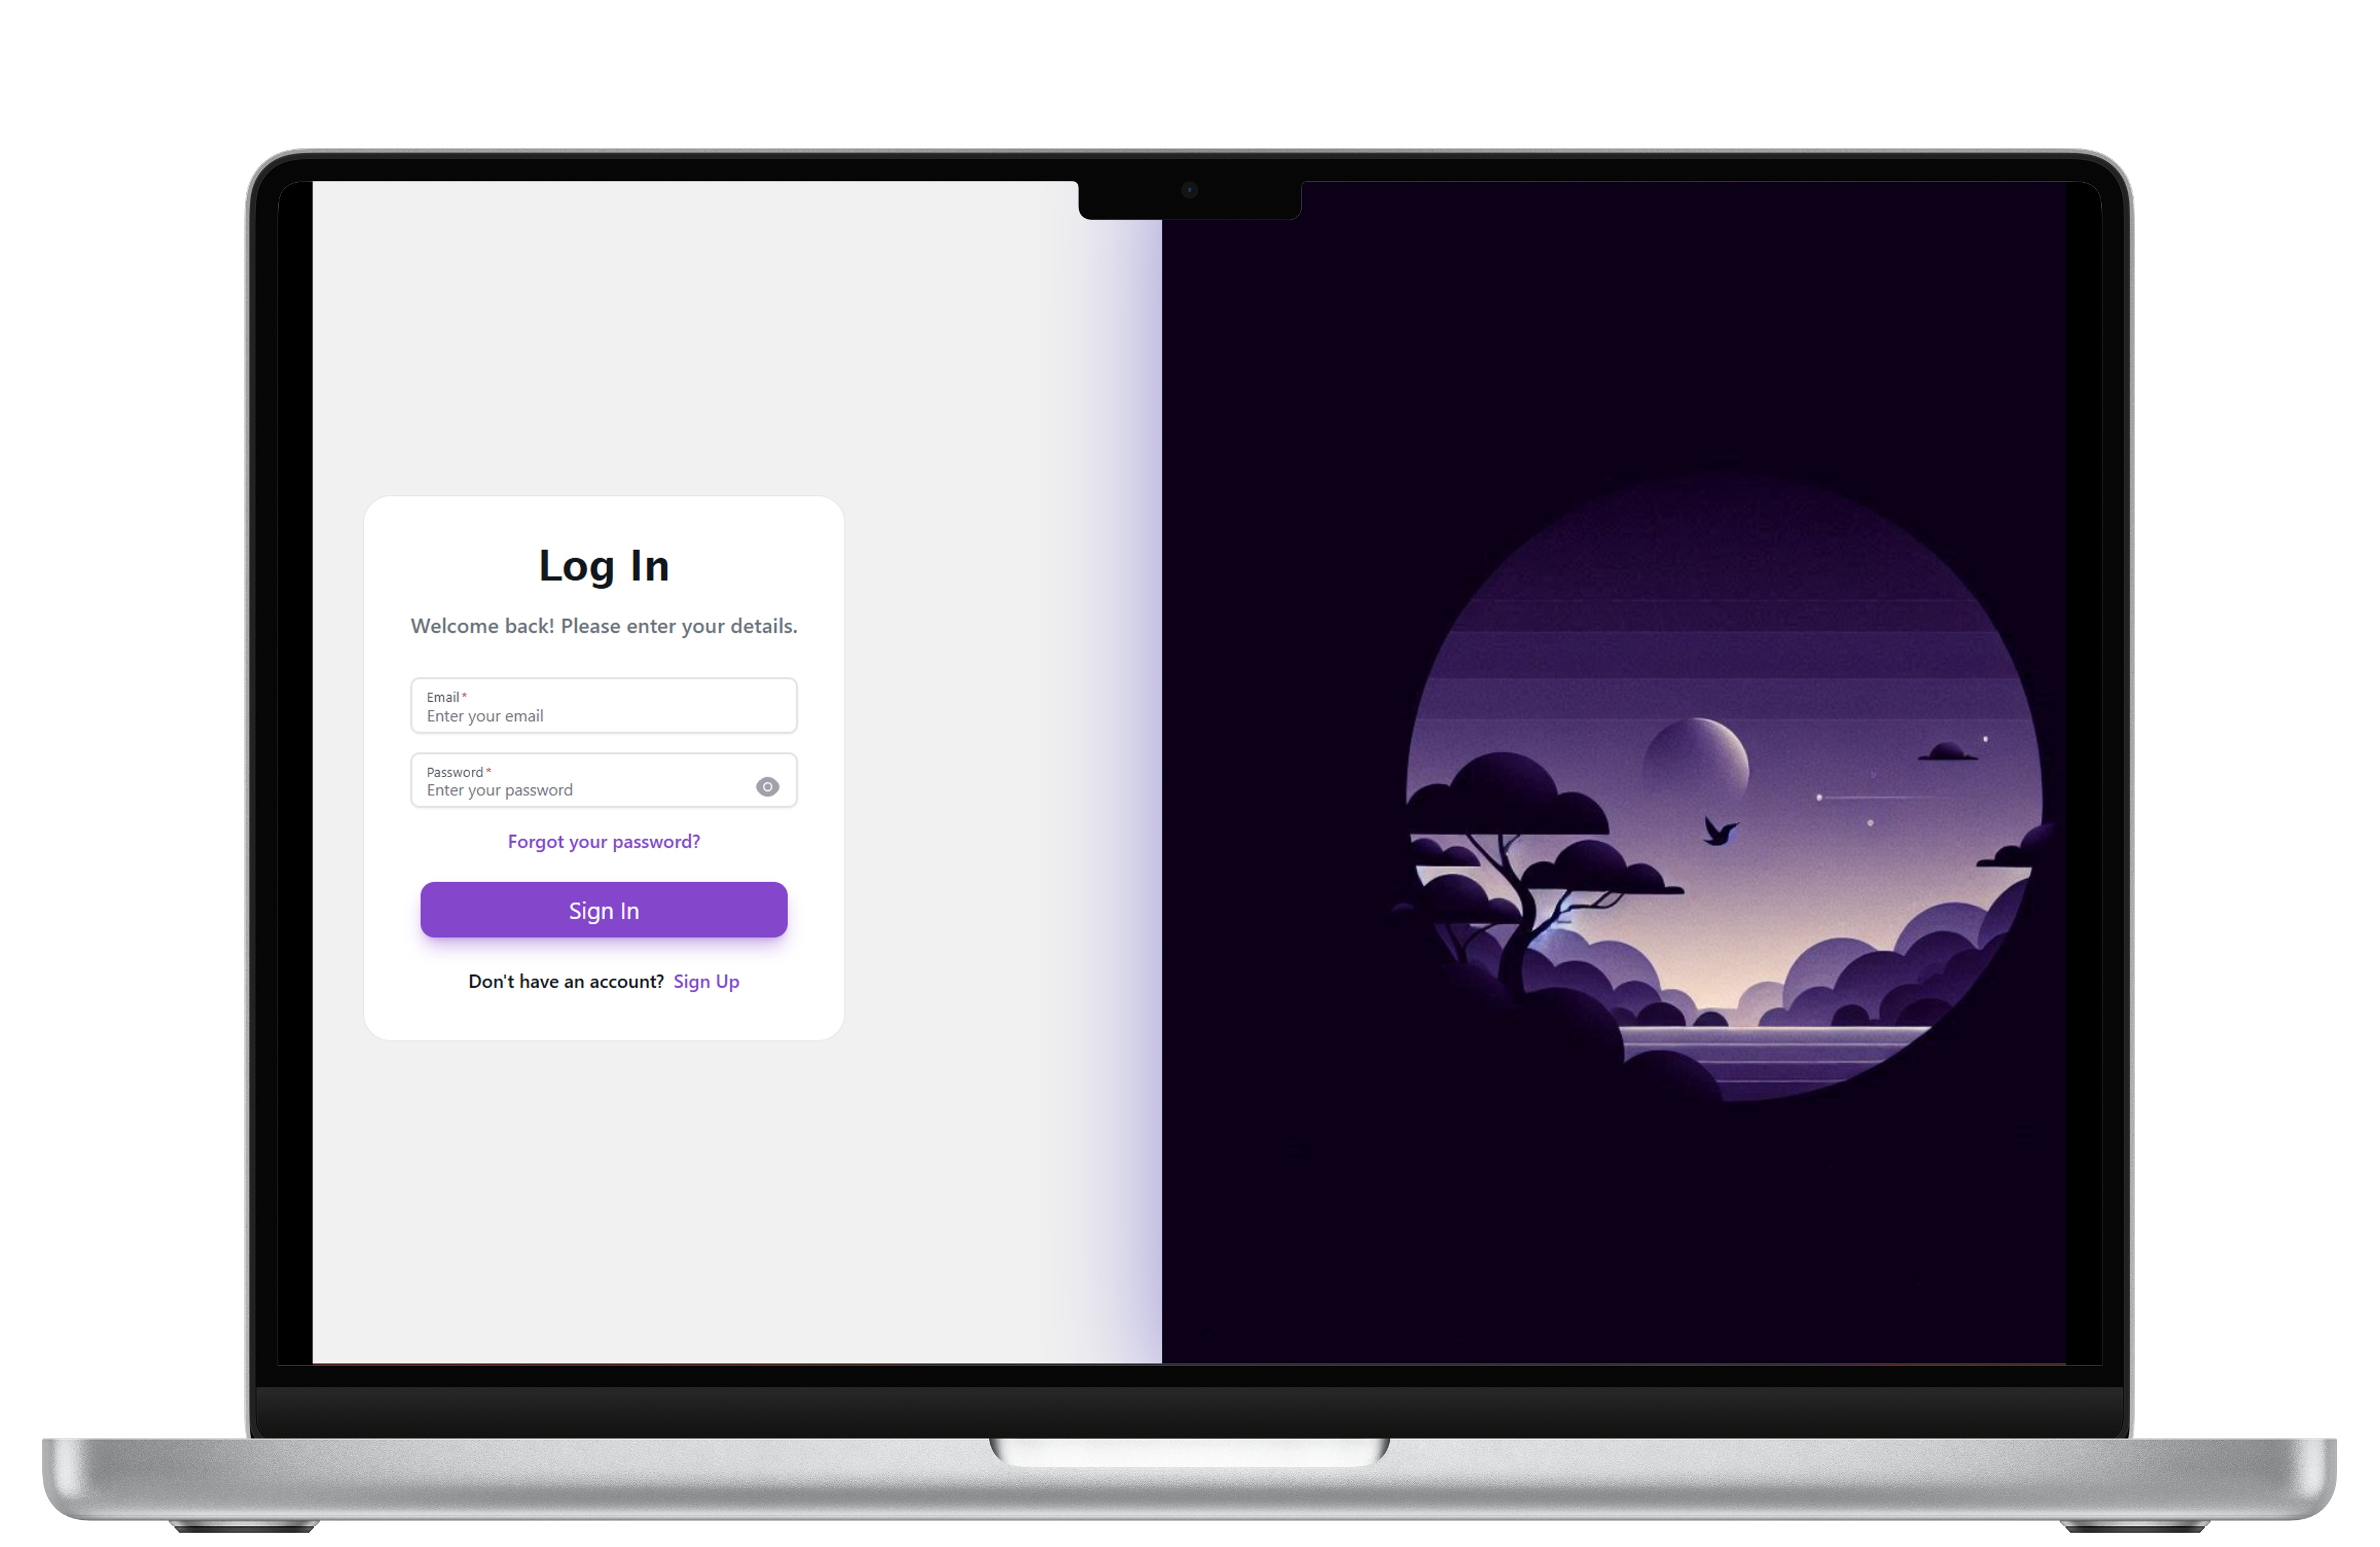 Log In
Welcome back! Please enter your details.
Email *
Enter your email
Password *
Enter your password
Forgot your password?
Sign In
Don't have an account? Sign Up